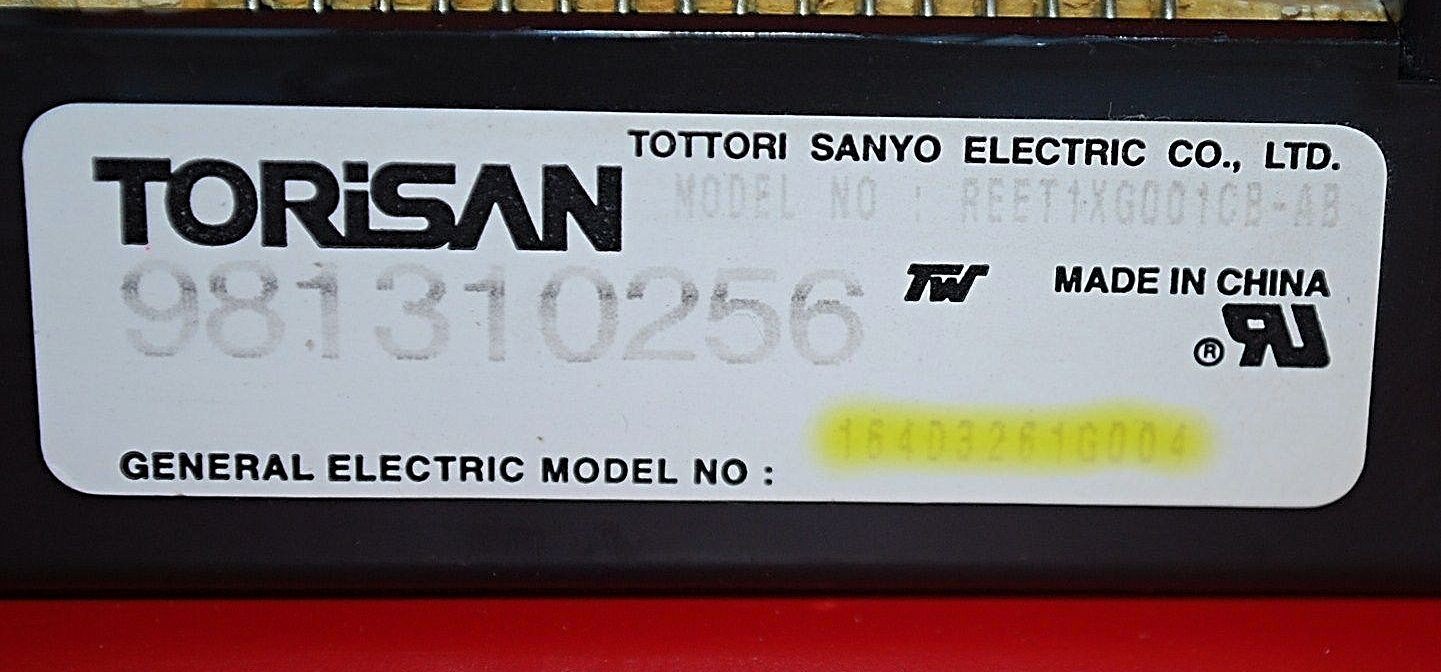 TOTTORI SANYO ELECTRIC CO., LTD.
TORiSAN
MODEL NO : REET1XG001CB-AB
981310256
TW
MADE IN CHINA
® RU
GENERAL ELECTRIC MODEL NO : 164D3261G004